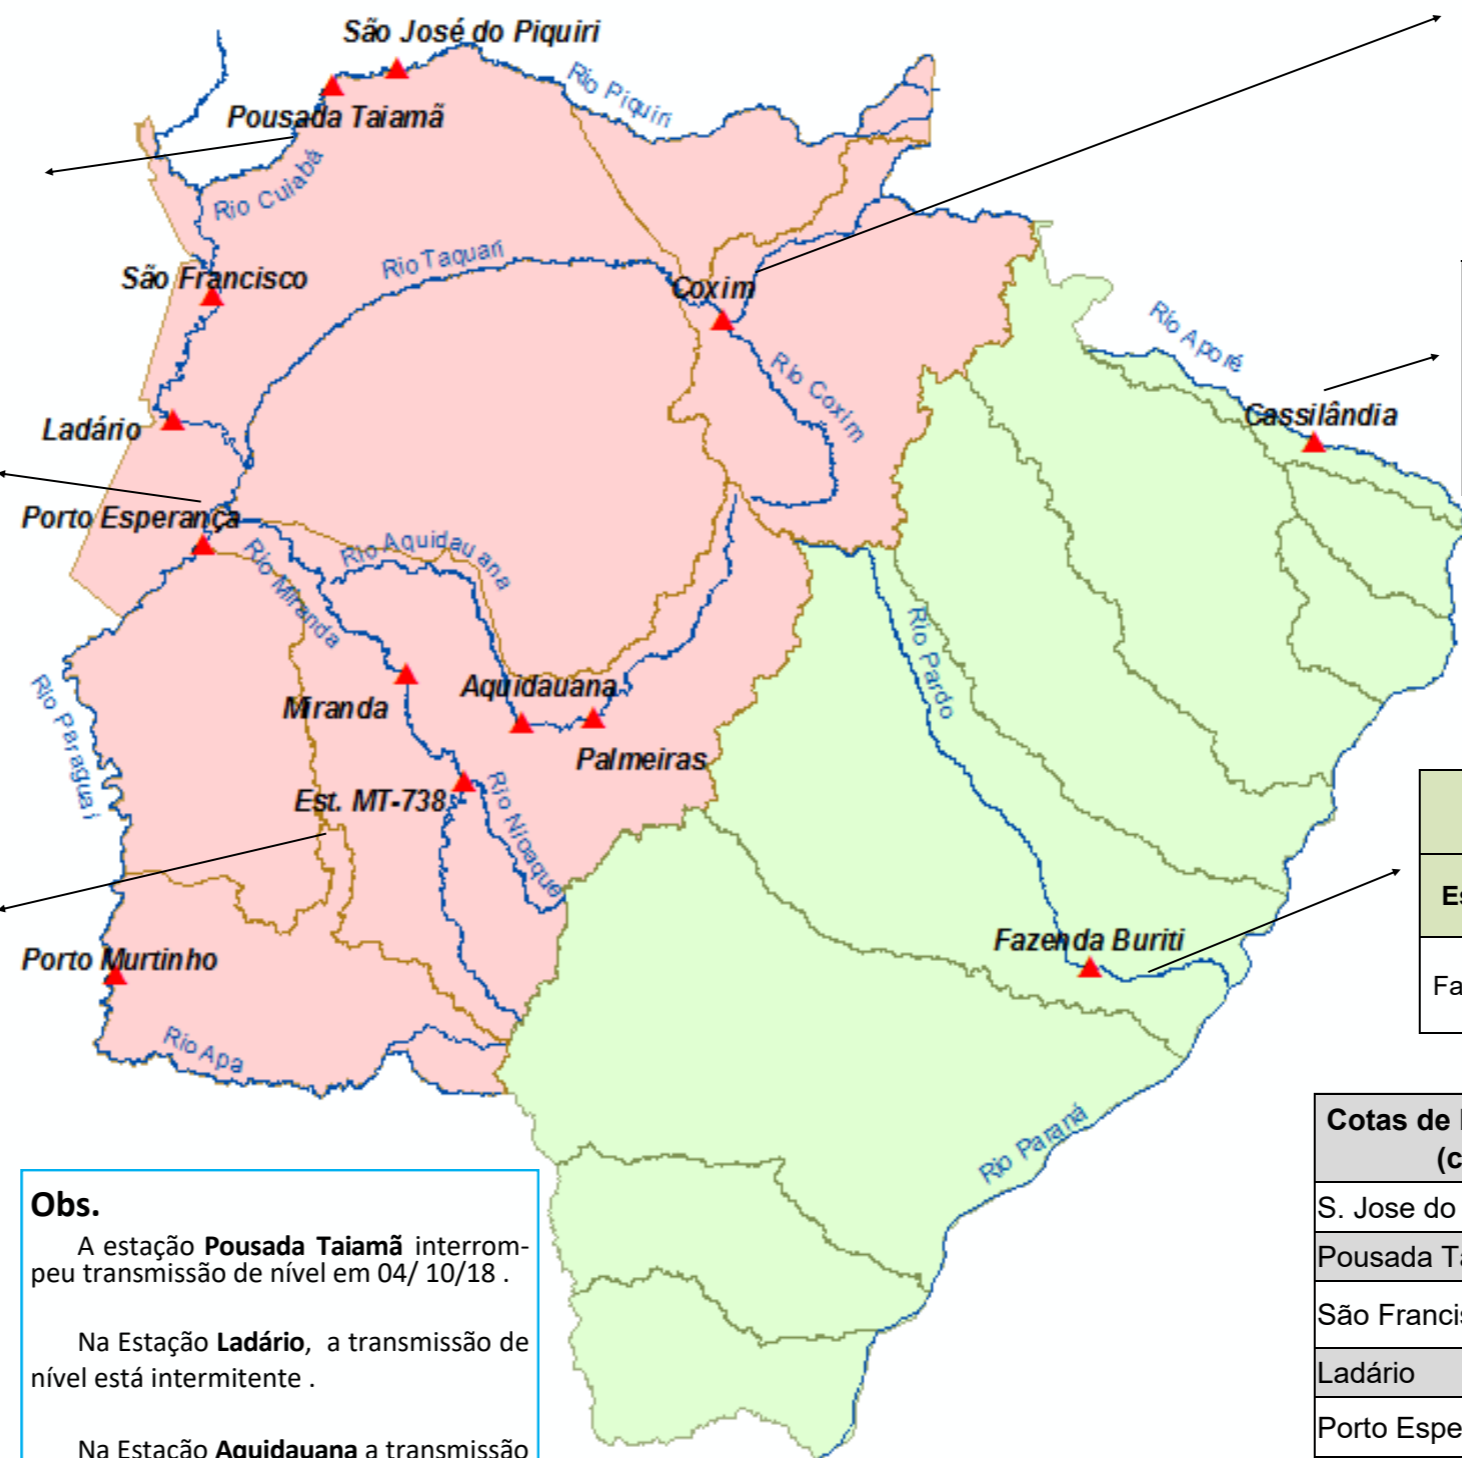 São José do Piquiri
Rio Piquiri
Pousada Taiamã
Rio Cuiabá
Rio Taquari
São Francisco
Coxim
Rio Aporé
Rio Coxim
Cassilândia
Ladário
Porto Esperança
Rio Miranda
Rio Aquidauana
Rio Pardo
Rio Paraguai
Miranda
Aquidauana
Palmeiras
Est. MT-738
Rio Nioaque
Porto Murtinho
Fazenda Buriti
Rio Apa
Rio Paraná
Es
Fa
Cotas de
(c
S. Jose do
Pousada Ta
São Francis
Ladário
Porto Espe
Obs.
A estação Pousada Taiamã interrom-
peu transmissão de nível em 04/ 10/18 .
Na Estação Ladário, a transmissão de
nível está intermitente .
Na Estação Aquidauana a transmissão